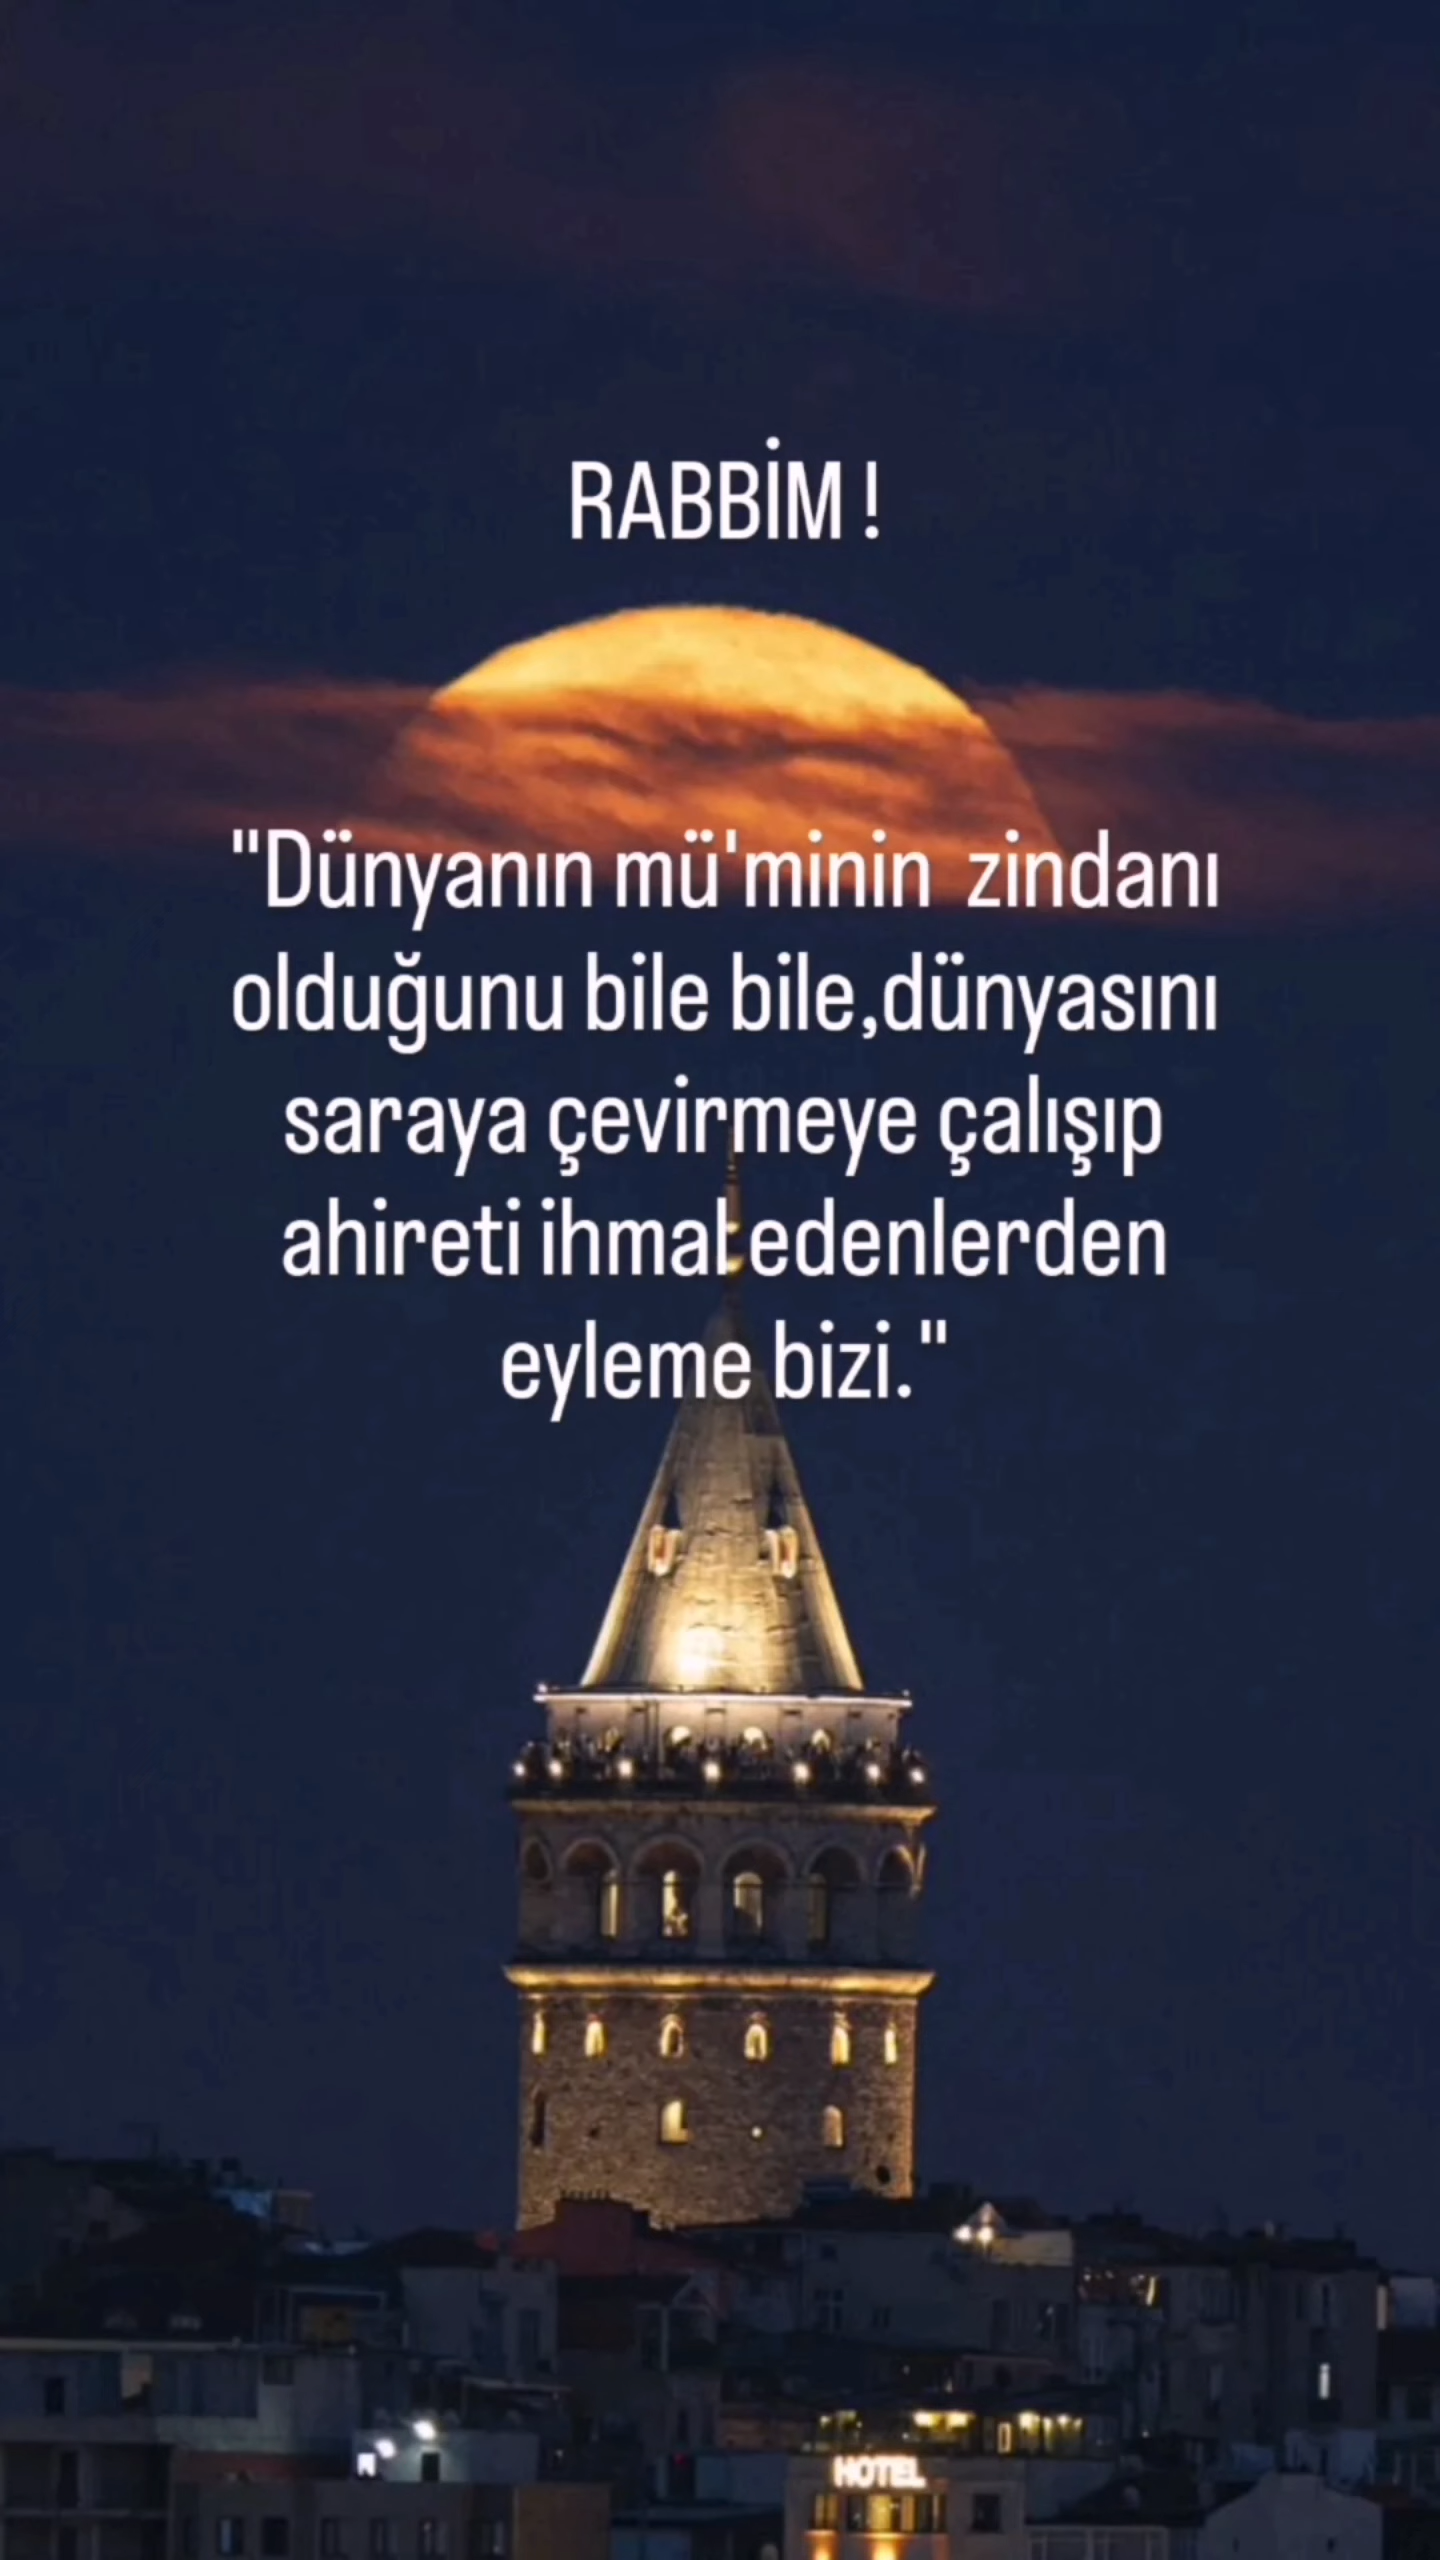 RABBİM !
"Dünyanın mü'minin zindanı
olduğunu bile bile,dünyasını
saraya çevirmeye çalışıp
ahireti ihmal edenlerden
eyleme bizi."
HOTEL